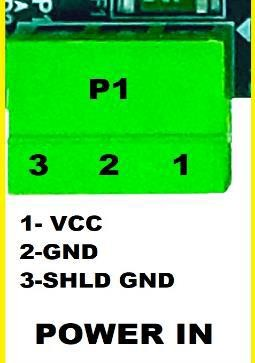 P1
3 2 1
1- VCC
2-GND
3-SHLD GND
POWER IN